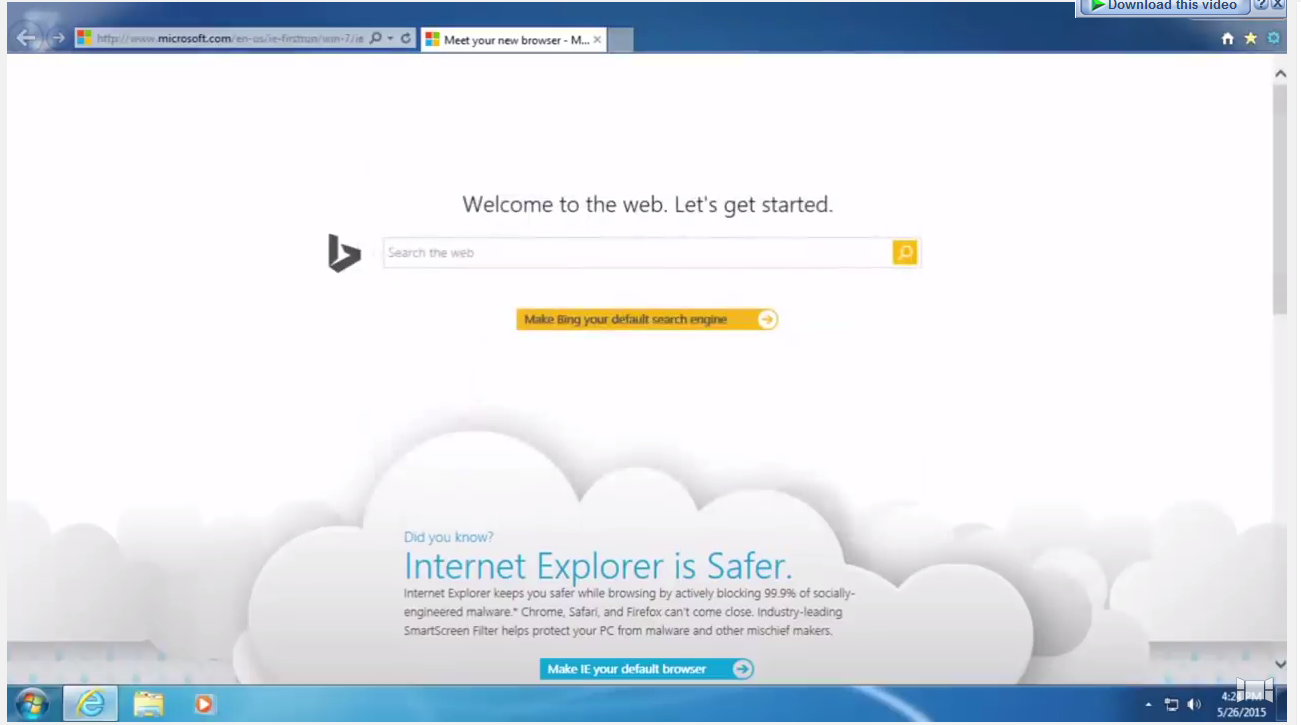 Download this video
http://www.microsoft.com/en-us/ie-firstrun/win-7/ie
Meet your new browser - M...
Welcome to the web. Let's get started.
Search the web
Make Bing your default search engine
Did you know?
Internet Explorer is Safer.
Internet Explorer keeps you safer while browsing by actively blocking 99.9% of socially-
engineered malware.* Chrome, Safari, and Firefox can't come close. Industry-leading
SmartScreen Filter helps protect your PC from malware and other mischief makers.
Make IE your default browser
PM
5/26/2015